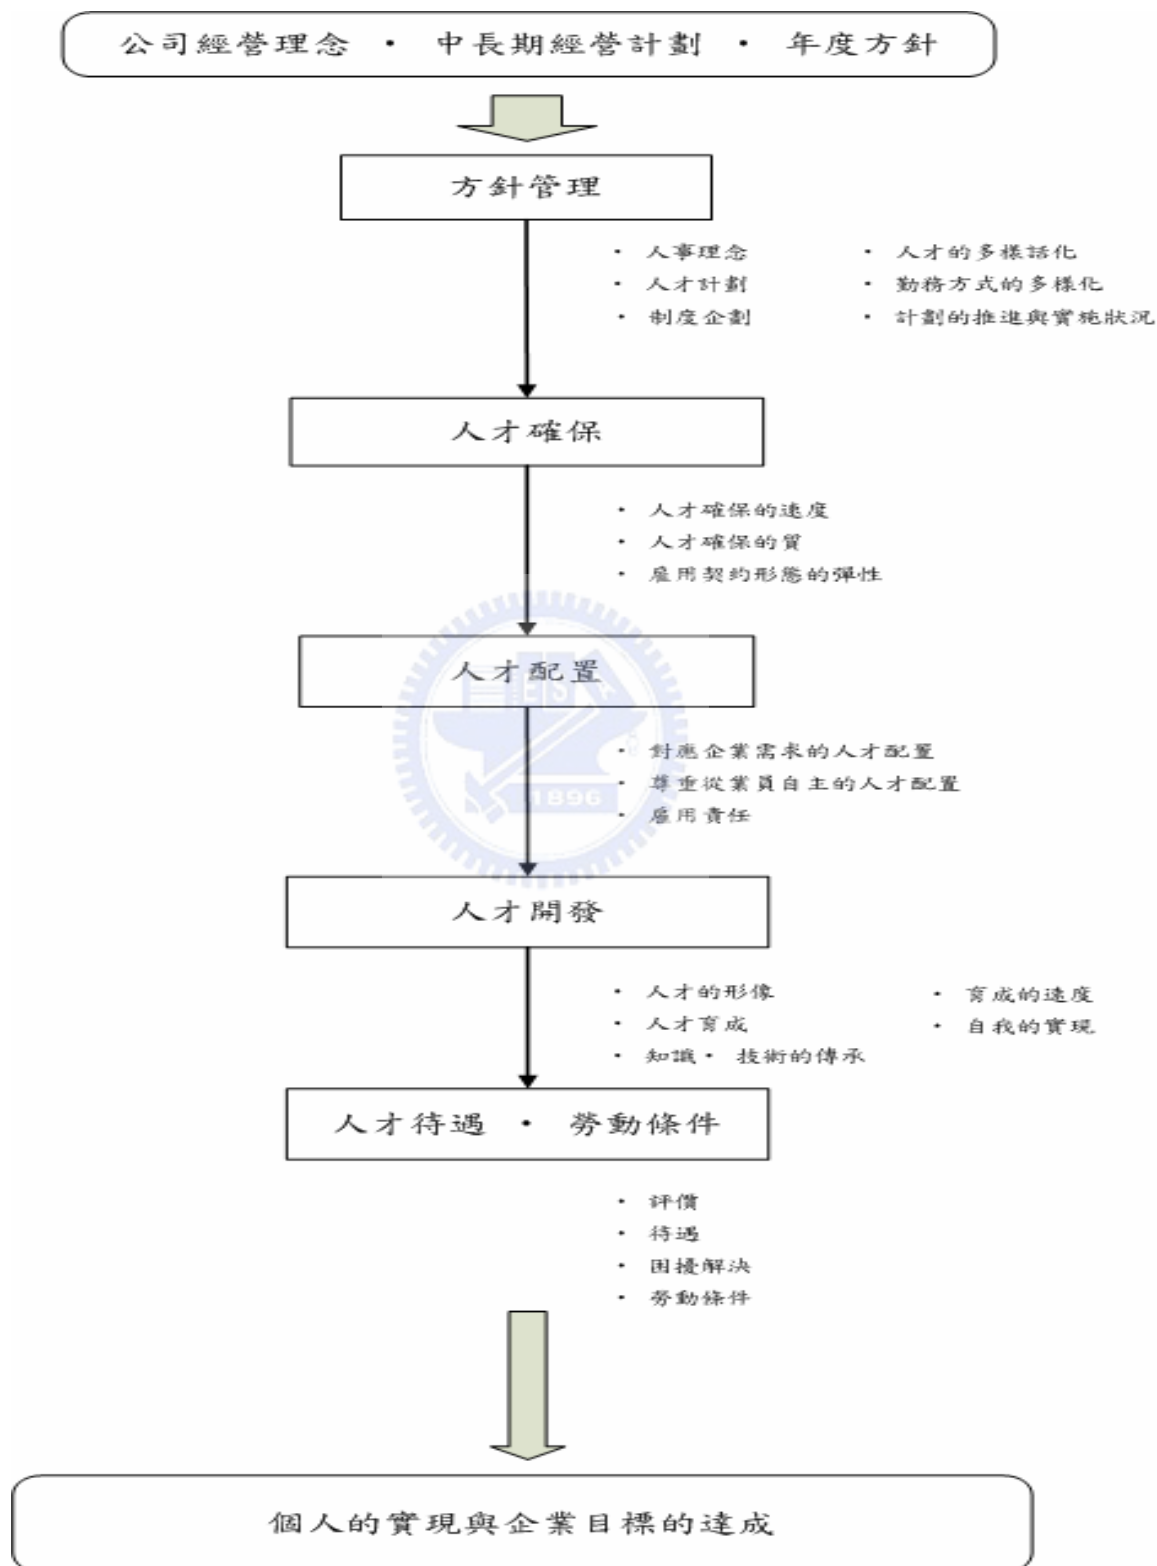 公司經營理念 ・ 中長期經營計劃 ・ 年度方針
方針管理
・ 人事理念
・ 人才計劃
・ 制度企劃
・ 人才的多樣話化
・ 勤務方式的多樣化
・ 計劃的推進與實施狀況
人才確保
・ 人才確保的速度
・ 人才確保的質
・ 雇用契約形態的彈性
人才配置
・ 對應企業需求的人才配置
・ 尊重從業員自主的人才配置
・ 雇用責任
ES
1896
人才開發
・ 人才的形像
・ 人才育成
・ 知識・ 技術的傳承
・ 育成的速度
・ 自我的實現
人才待遇 ・ 勞動條件
・ 評價
・ 待遇
・ 困擾解決
・ 勞動條件
個人的實現與企業目標的達成